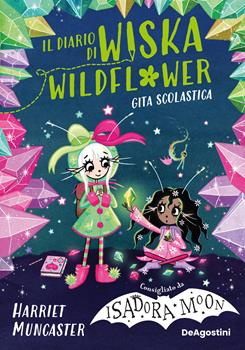 IL DIARIO
DI WISKA
WILDFLOWER
GITA SCOLASTICA
Consigliato da
ISADORA MOON
HARRIET
MUNCASTER
DeAgostini